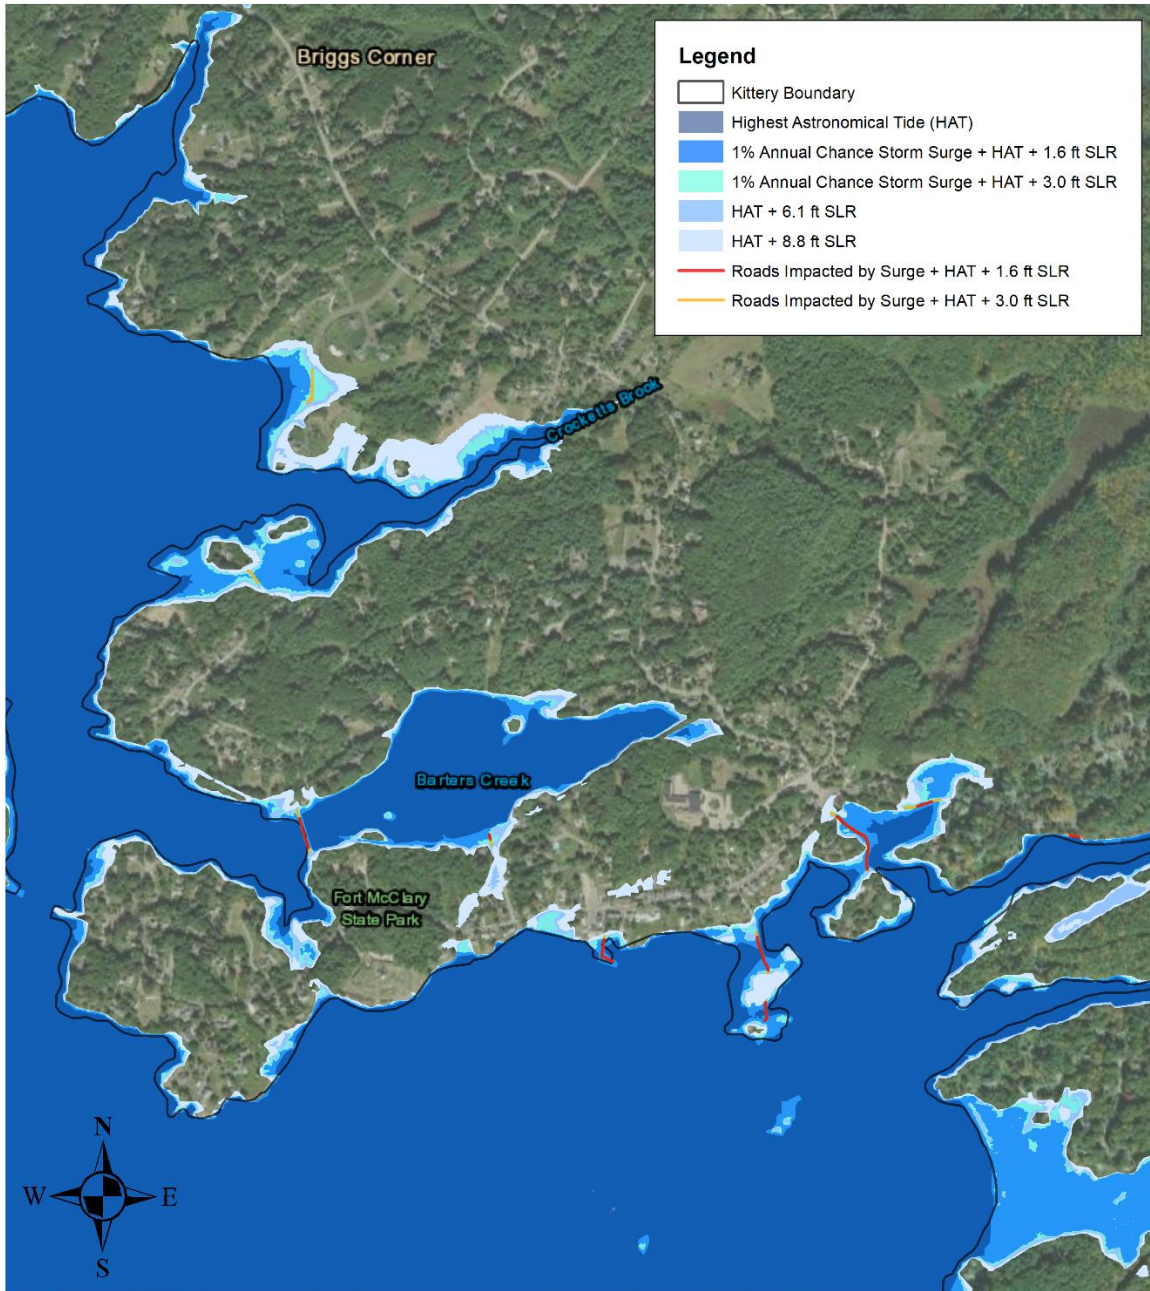 Briggs Corner
Legend
Kittery Boundary
Highest Astronomical Tide (HAT)
1% Annual Chance Storm Surge + HAT + 1.6 ft SLR
1% Annual Chance Storm Surge + HAT + 3.0 ft SLR
HAT + 6.1 ft SLR
HAT + 8.8 ft SLR
Roads Impacted by Surge + HAT + 1.6 ft SLR
Roads Impacted by Surge + HAT + 3.0 ft SLR
Crocketts Brook
Barters Creek
Fort McClary
State Park
N
W
E
S